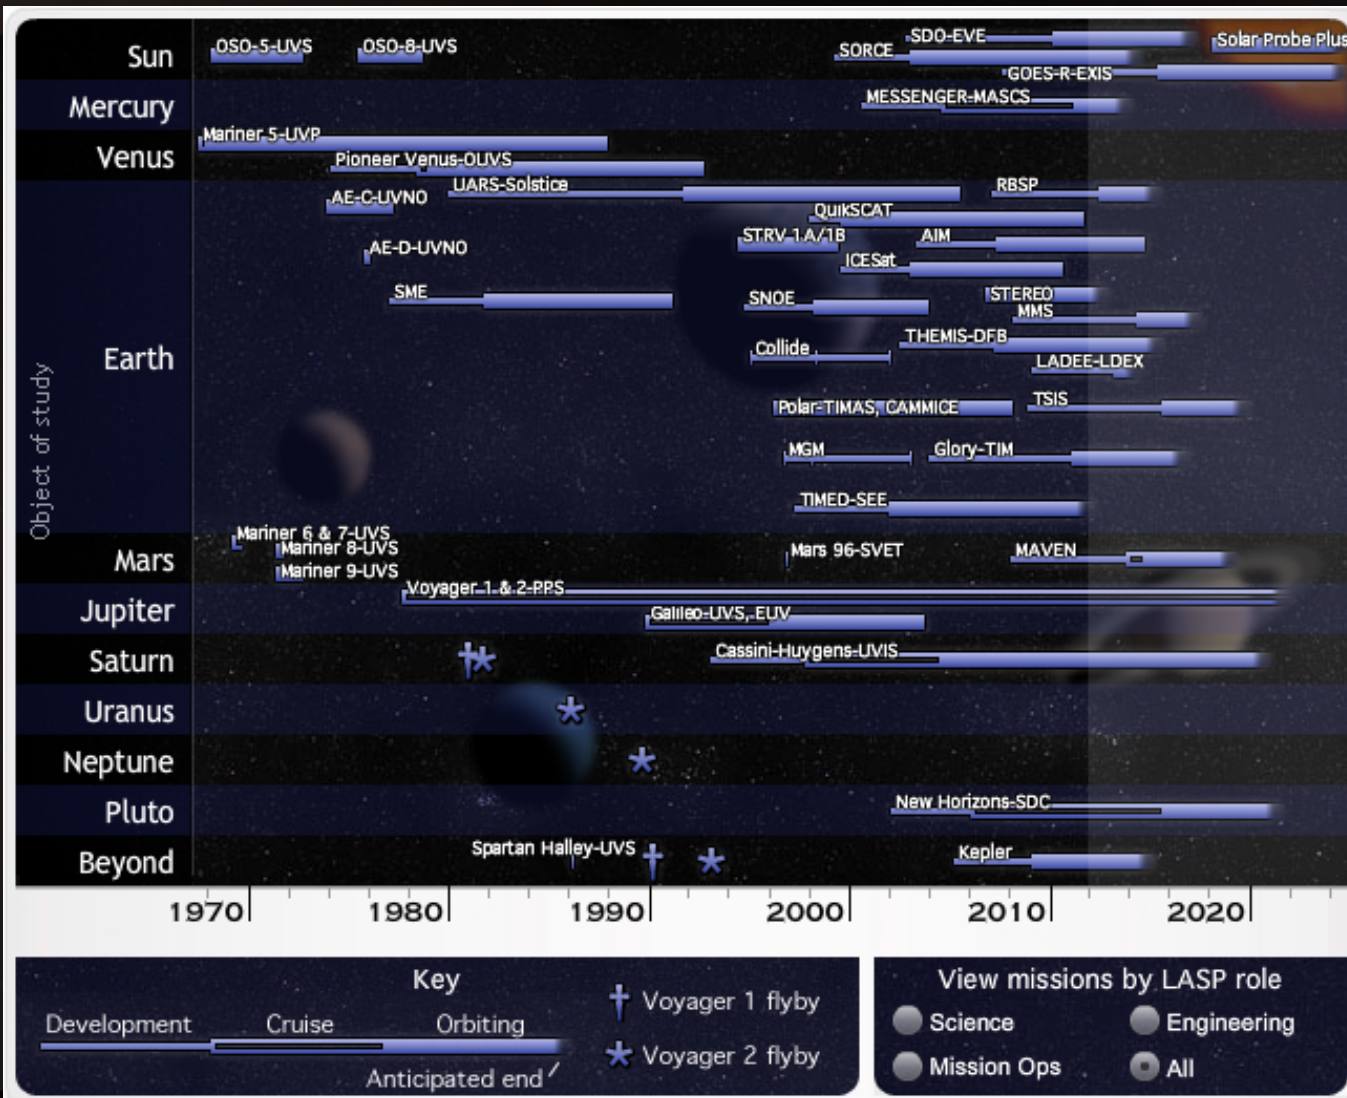 Object of study
Sun
OSO-5-UVS
OSO-8-UVS
SDO-EVE
Solar Probe Plus
SORCE
GOES-R-EXIS
Mercury
MESSENGER-MASCS
Venus
Mariner 5-UVP
Pioneer Venus-OUVS
Earth
UARS-Solstice
RBSP
AE-C-UVNO
QuikSCAT
STRV 1A/1B
AIM
AE-D-UVNO
ICESat
SME
SNOE
STEREO
MMS
THEMIS-DFB
Collide
LADEE-LDEX
Polar-TIMAS, CAMMICE
TSIS
MGM
Glory-TIM
TIMED-SEE
Mars
Mariner 6 & 7-UVS
Mariner 8-UVS
Mariner 9-UVS
Mars 96-SVET
MAVEN
Jupiter
Voyager 1 & 2-PPS
Galileo-UVS, EUV
Saturn
Cassini-Huygens-UVIS
Uranus
Neptune
Pluto
New Horizons-SDC
Beyond
Spartan Halley-UVS
Kepler
1970 1980 1990 2000 2010 2020
Key
Development Cruise Orbiting
Anticipated end
Voyager 1 flyby
Voyager 2 flyby
View missions by LASP role
Science Engineering
Mission Ops All